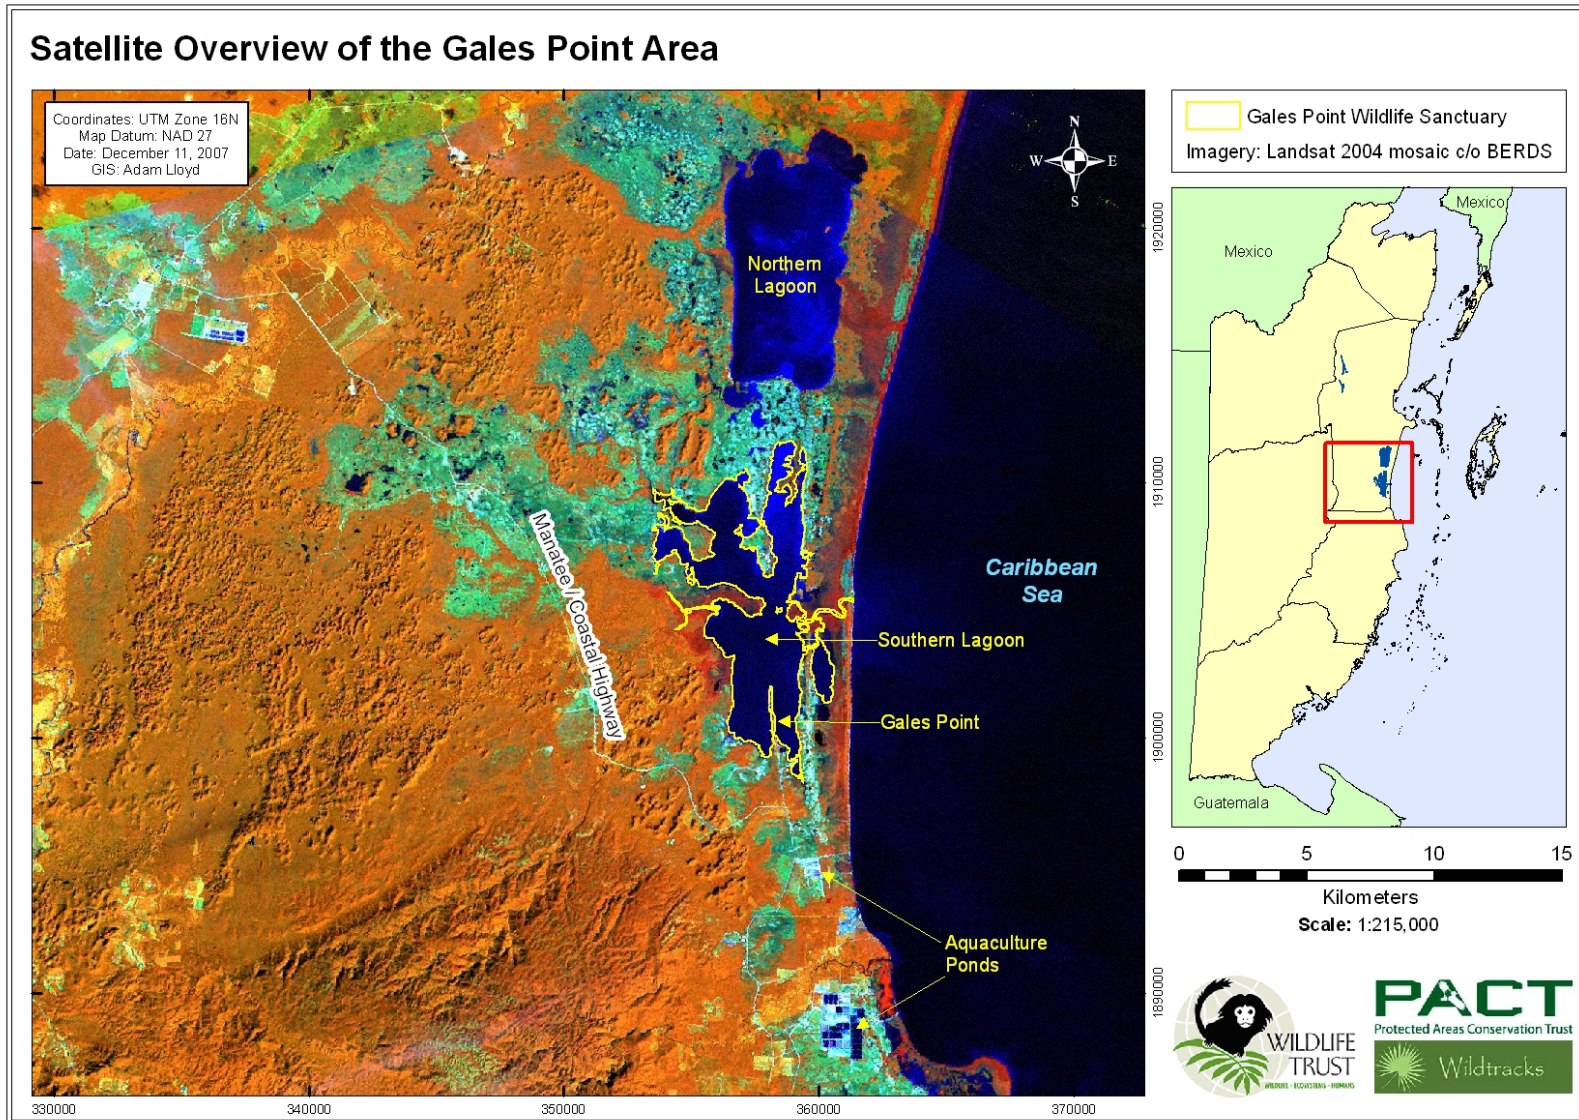 Satellite Overview of the Gales Point Area
Coordinates: UTM Zone 16N
Map Datum: NAD 27
Date: December 11, 2007
GIS: Adam Lloyd
N
W E
S
Northern
Lagoon
Manatee / Coastal Highway
Caribbean
Sea
Southern Lagoon
Gales Point
Aquaculture
Ponds
330000
340000
350000
360000
370000
1920000
1910000
1900000
1890000
Gales Point Wildlife Sanctuary
Imagery: Landsat 2004 mosaic c/o BERDS
Mexico
Mexico
Guatemala
0 5 10 15
Kilometers
Scale: 1:215,000
WILDLIFE
TRUST
WILDLIFE - ECOSYSTEMS - HUMANS
PACT
Protected Areas Conservation Trust
Wildtracks